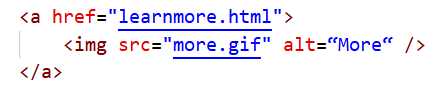 <a href="learnmore.html">
    <img src="more.gif" alt=“More“ />
</a>